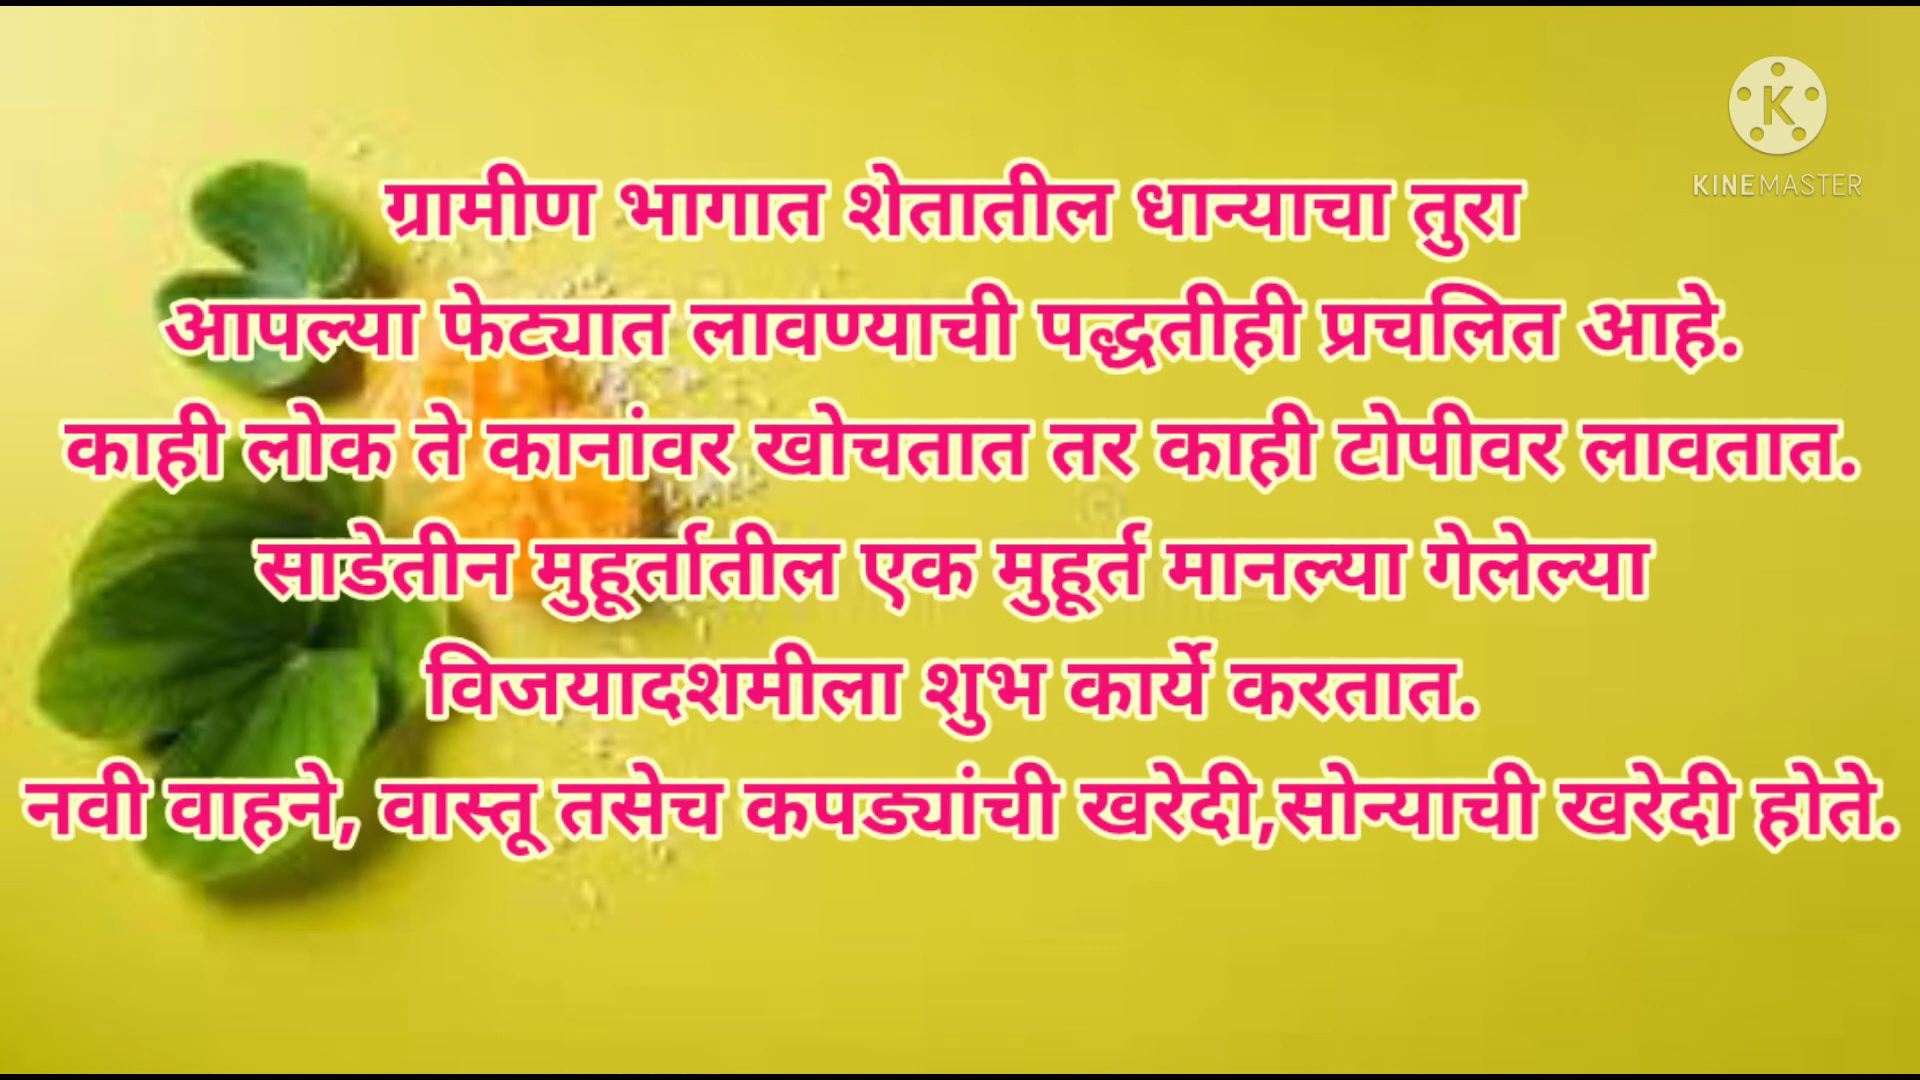 K
KINEMASTER
ग्रामीण भागात शेतातील धान्याचा तुरा
आपल्या फेट्यात लावण्याची पद्धतीही प्रचलित आहे.
काही लोक ते कानांवर खोचतात तर काही टोपीवर लावतात.
साडेतीन मुहूर्तातील एक मुहूर्त मानल्या गेलेल्या
विजयादशमीला शुभ कार्ये करतात.
नवी वाहने, वास्तू तसेच कपड्यांची खरेदी,सोन्याची खरेदी होते.